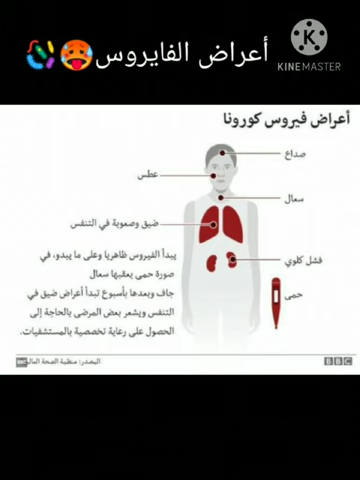 أعراض الفايروس
KINEMASTER
أعراض فيروس كورونا
صداع
عطس
سعال
ضيق وصعوبة في التنفس
فشل كلوي
حمى
يبدأ الفيروس ظاهريا وعلى ما يبدو، في
صورة حمى يعقبها سعال
جاف وبعدها بأسبوع تبدأ أعراض ضيق في
التنفس ويشعر بعض المرضى بالحاجة إلى
الحصول على رعاية تخصصية بالمستشفيات.
المصدر: منظمة الصحة
BBC